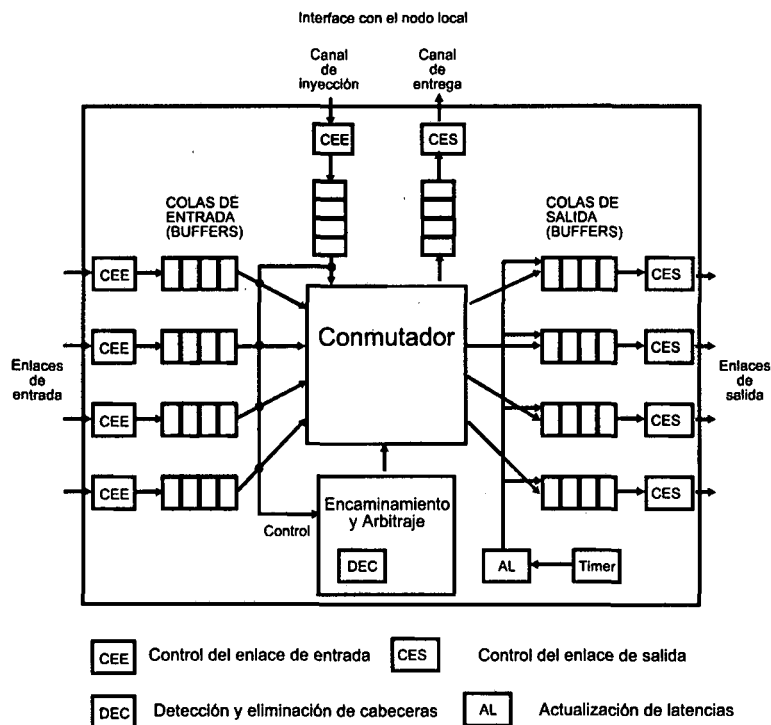 Interface con el nodo local
Canal
de
inyección
Canal
de
entrega
CEE
CES
COLAS DE
ENTRADA
(BUFFERS)
COLAS DE
SALIDA
(BUFFERS)
CEE
CES
Conmutador
CEE
CES
Enlaces
de
entrada
Enlaces
de
salida
CEE
CES
CEE
CES
Encaminamiento
y Arbitraje
Control
DEC
AL
Timer
CEE
Control del enlace de entrada
CES
Control del enlace de salida
DEC
Detección y eliminación de cabeceras
AL
Actualización de latencias